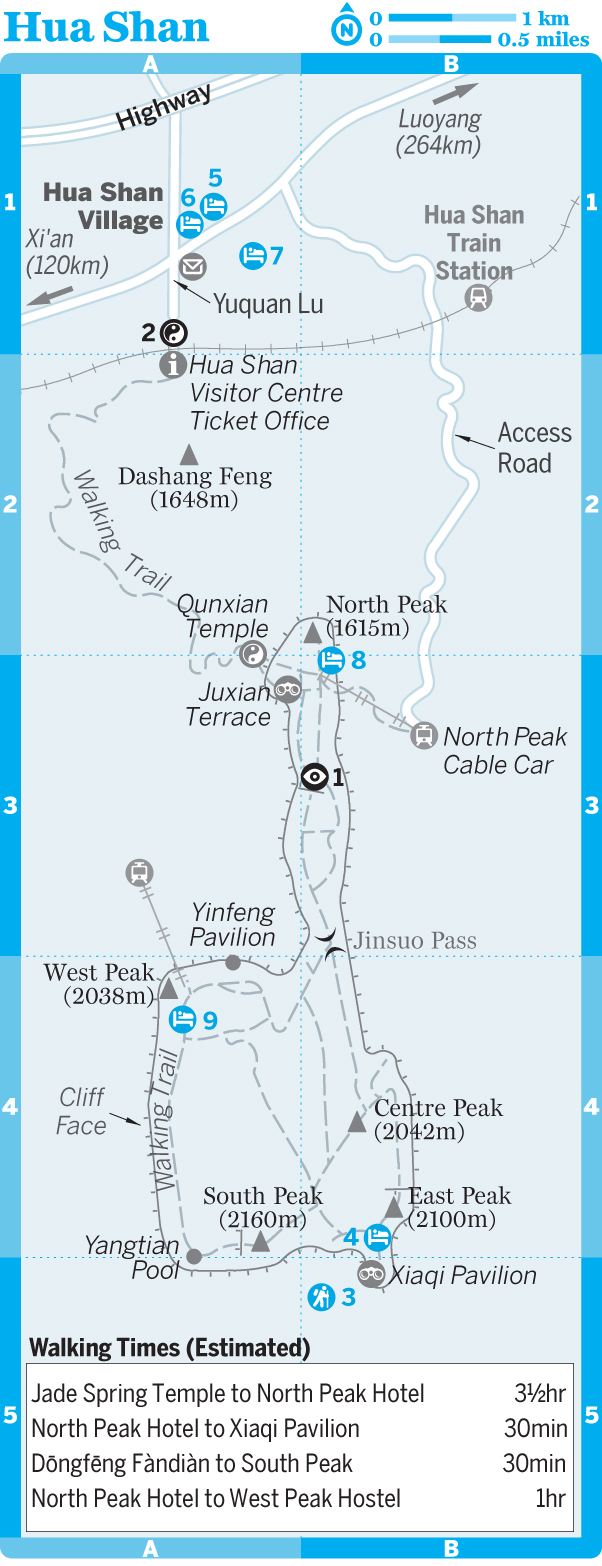 Hua Shan
N
0 1 km
0 0.5 miles
A B
Highway
Luoyang
(264km)
1 1
Hua Shan
Village
5
6
7
Xi'an
(120km)
Hua Shan
Train
Station
Yuquan Lu
2
Hua Shan
Visitor Centre
Ticket Office
Access
Road
Dashang Feng
(1648m)
2 2
Walking Trail
Qunxian
Temple
North Peak
(1615m)
8
Juxian
Terrace
North Peak
Cable Car
1
3 3
Yinfeng
Pavilion
Jinsuo Pass
West Peak
(2038m)
9
Walking Trail
Cliff
Face
4 4
Centre Peak
(2042m)
South Peak
(2160m)
East Peak
(2100m)
4
Yangtian
Pool
Xiaqi Pavilion
3
Walking Times (Estimated)
Jade Spring Temple to North Peak Hotel 3½hr
North Peak Hotel to Xiaqi Pavilion 30min
Dōngfēng Fàndiàn to South Peak 30min
North Peak Hotel to West Peak Hostel 1hr
5 5
A B